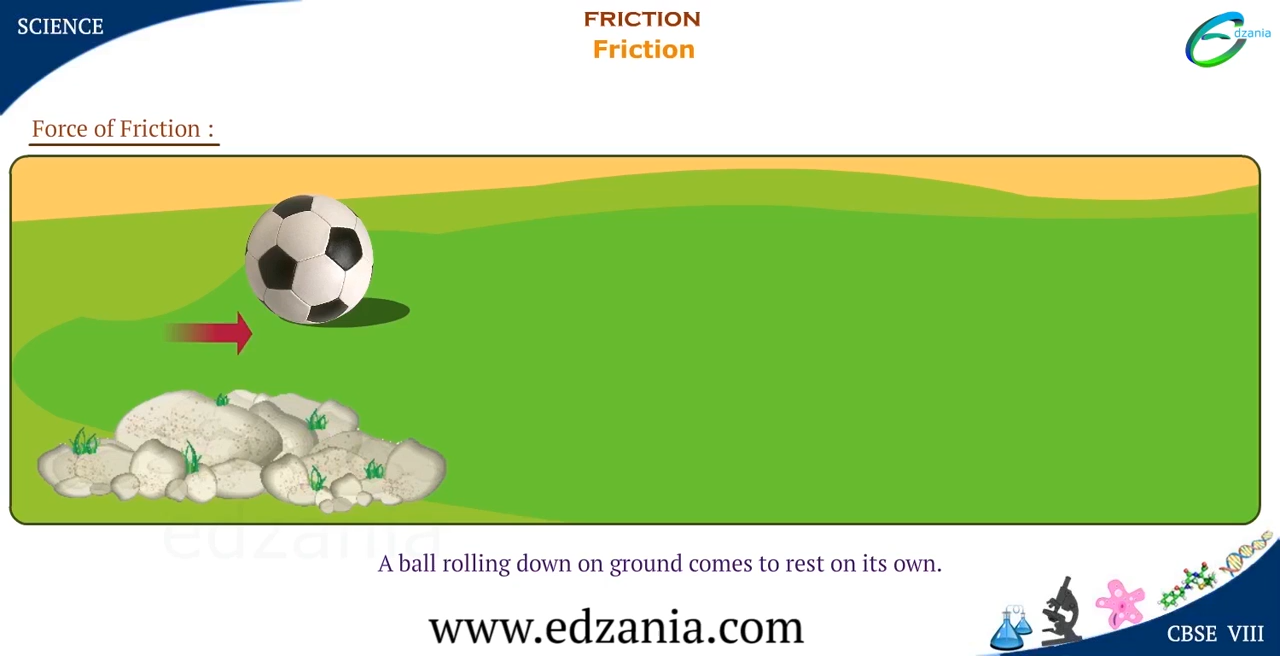 SCIENCE
FRICTION
Friction
dzania
Force of Friction :
edzania
A ball rolling down on ground comes to rest on its own.
www.edzania.com
CBSE VIII